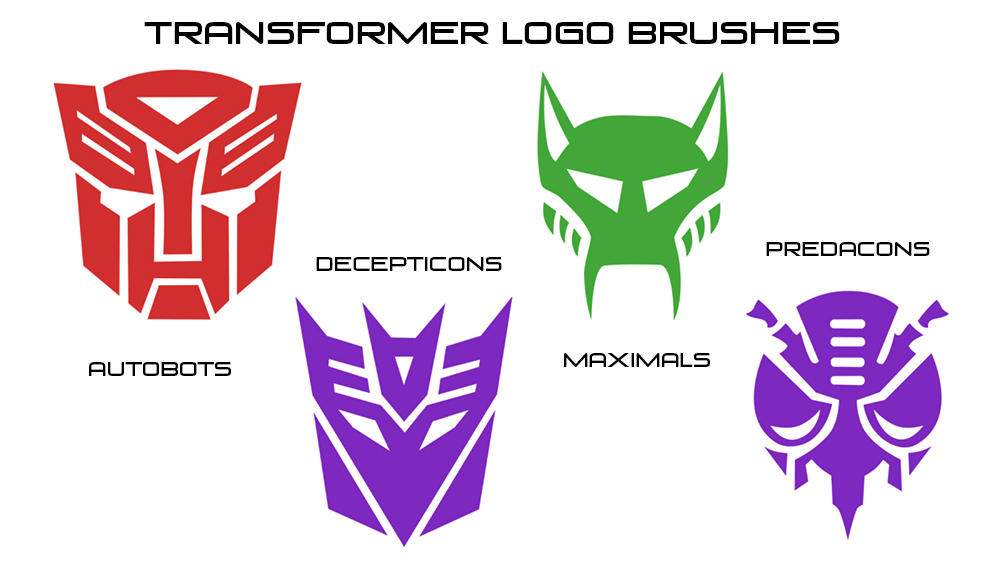 TRANSFORMER LOGO BRUSHES
DECEPTICONS
PREDACONS
AUTOBOTS
MAXIMALS